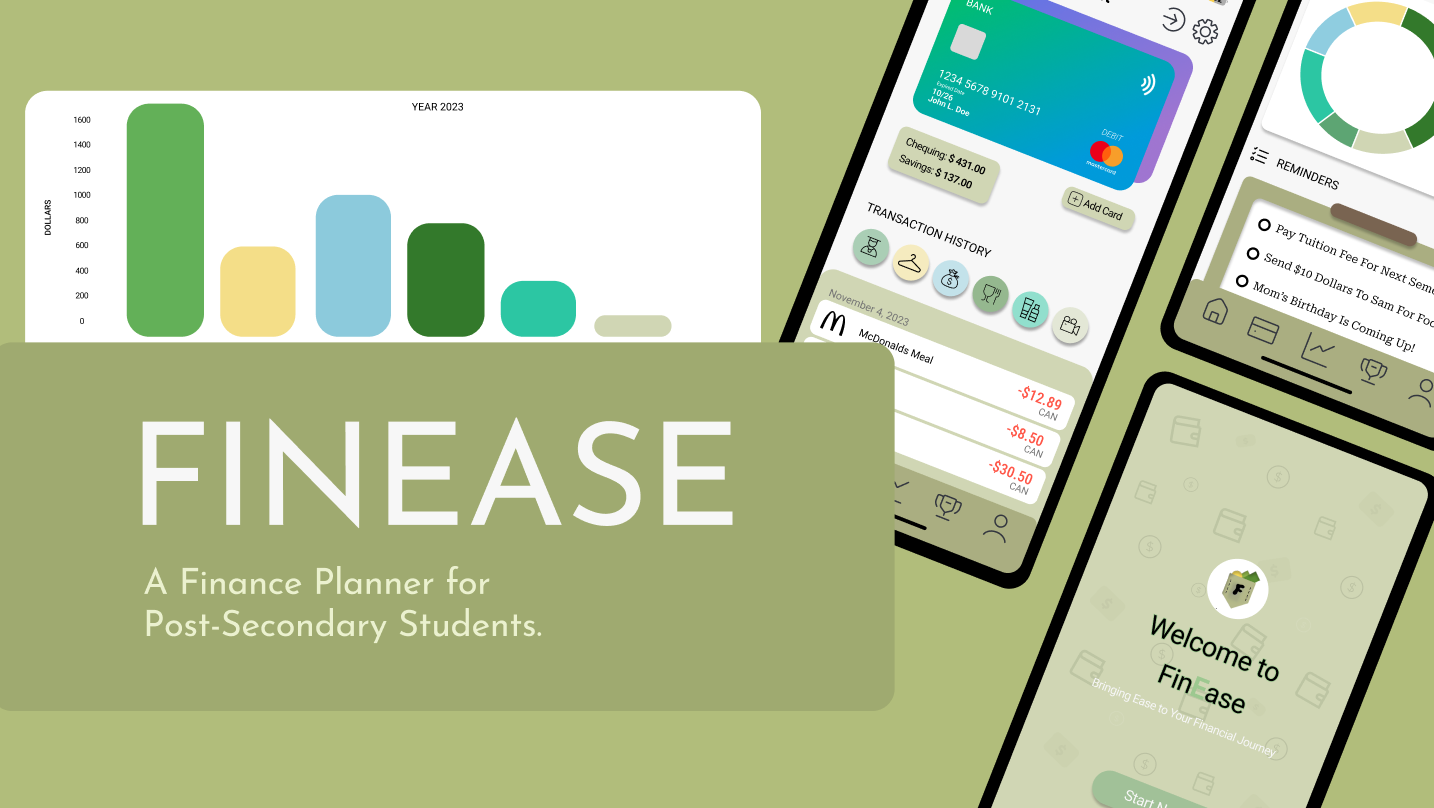 YEAR 2023
DOLLARS
1600
1400
1200
1000
800
600
400
200
0
FINEASE
A Finance Planner for
Post-Secondary Students.
BANK
1234 5678 9101 2131
Expired Date
10/26
John L. Doe
DEBIT
mastercard
Chequing: $ 431.00
Savings: $ 137.00
Add Card
TRANSACTION HISTORY
November 4, 2023
McDonalds Meal
-$12.89
CAN
-$8.50
CAN
-$30.50
CAN
REMINDERS
Pay Tuition Fee For Next
Send $10 Dollars To Sam For
Mom's Birthday Is Coming Up!
F
Welcome to
FinEase
Bringing Ease to Your Financial Journey
Start